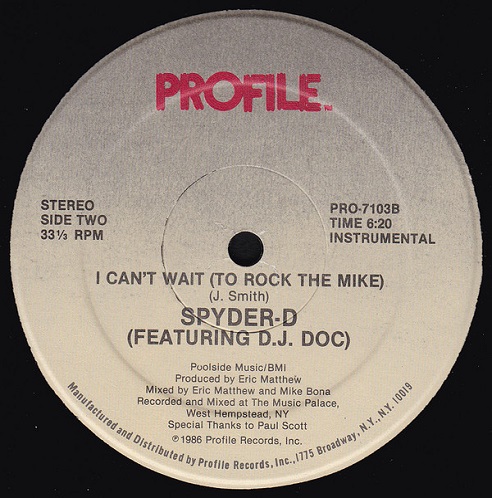 PROFILE™
STEREO
SIDE TWO
33⅓ RPM
PRO-7103B
TIME 6:20
INSTRUMENTAL
I CAN'T WAIT (TO ROCK THE MIKE)
(J. Smith)
SPYDER-D
(FEATURING D.J. DOC)
Poolside Music/BMI
Produced by Eric Matthew
Mixed by Eric Matthew and Mike Bona
Recorded and Mixed at The Music Palace,
West Hempstead, NY
Special Thanks to Paul Scott
℗ 1986 Profile Records, Inc.
Manufactured and Distributed by Profile Records, Inc., 1775 Broadway, N.Y., N.Y. 10019